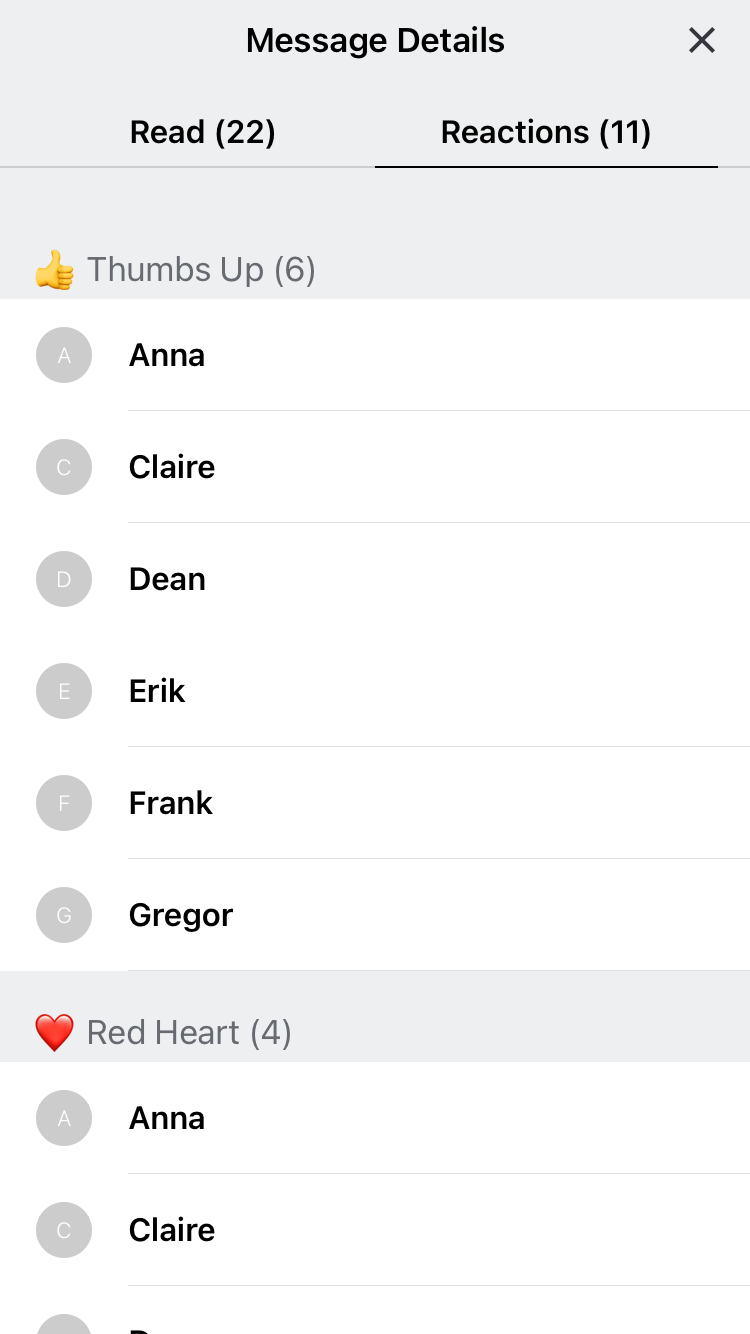 Message Details
Read (22)
Reactions (11)
👍 Thumbs Up (6)
A Anna
C Claire
D Dean
E Erik
F Frank
G Gregor
❤️ Red Heart (4)
A Anna
C Claire